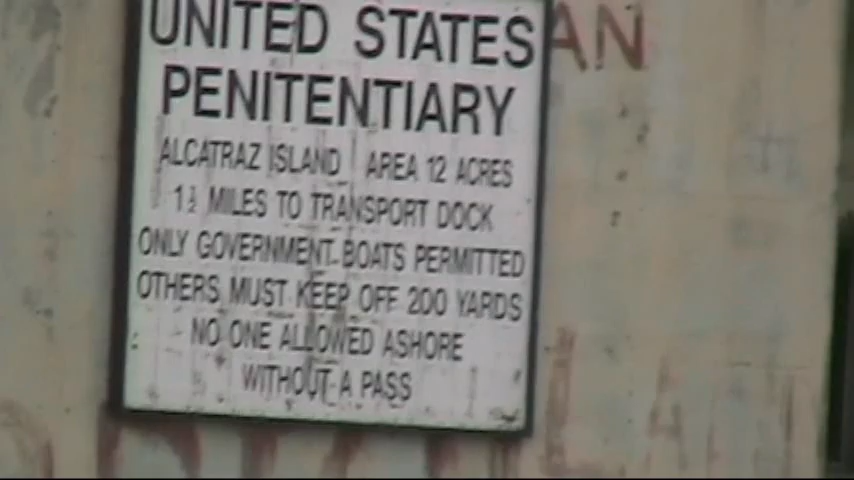 UNITED STATES
AN
PENITENTIARY
ALCATRAZ ISLAND AREA 12 ACRES
1½ MILES TO TRANSPORT DOCK
ONLY GOVERNMENT BOATS PERMITTED
OTHERS MUST KEEP OFF 200 YARDS
NO ONE ALLOWED ASHORE
WITHOUT A PASS